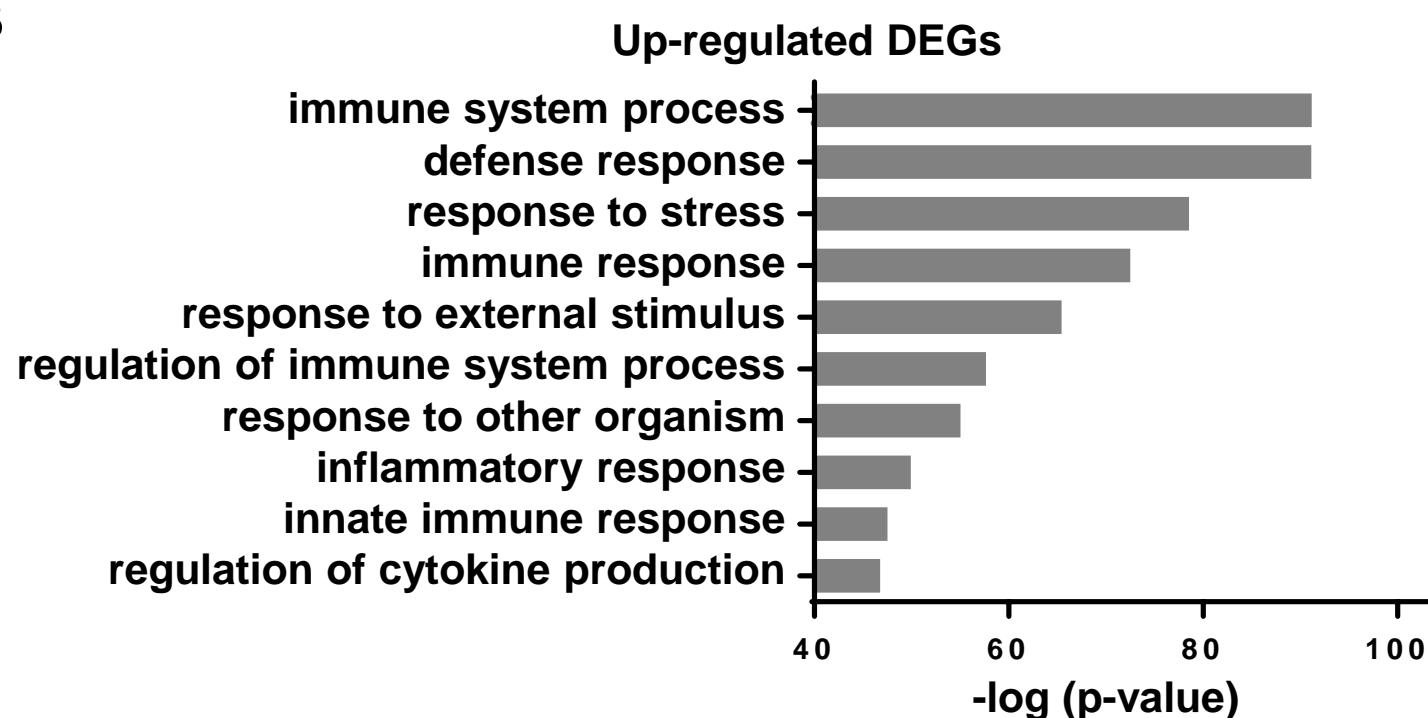 Up-regulated DEGs
immune system process
defense response
response to stress
immune response
response to external stimulus
regulation of immune system process
response to other organism
inflammatory response
innate immune response
regulation of cytokine production
40 60 80 100
-log (p-value)